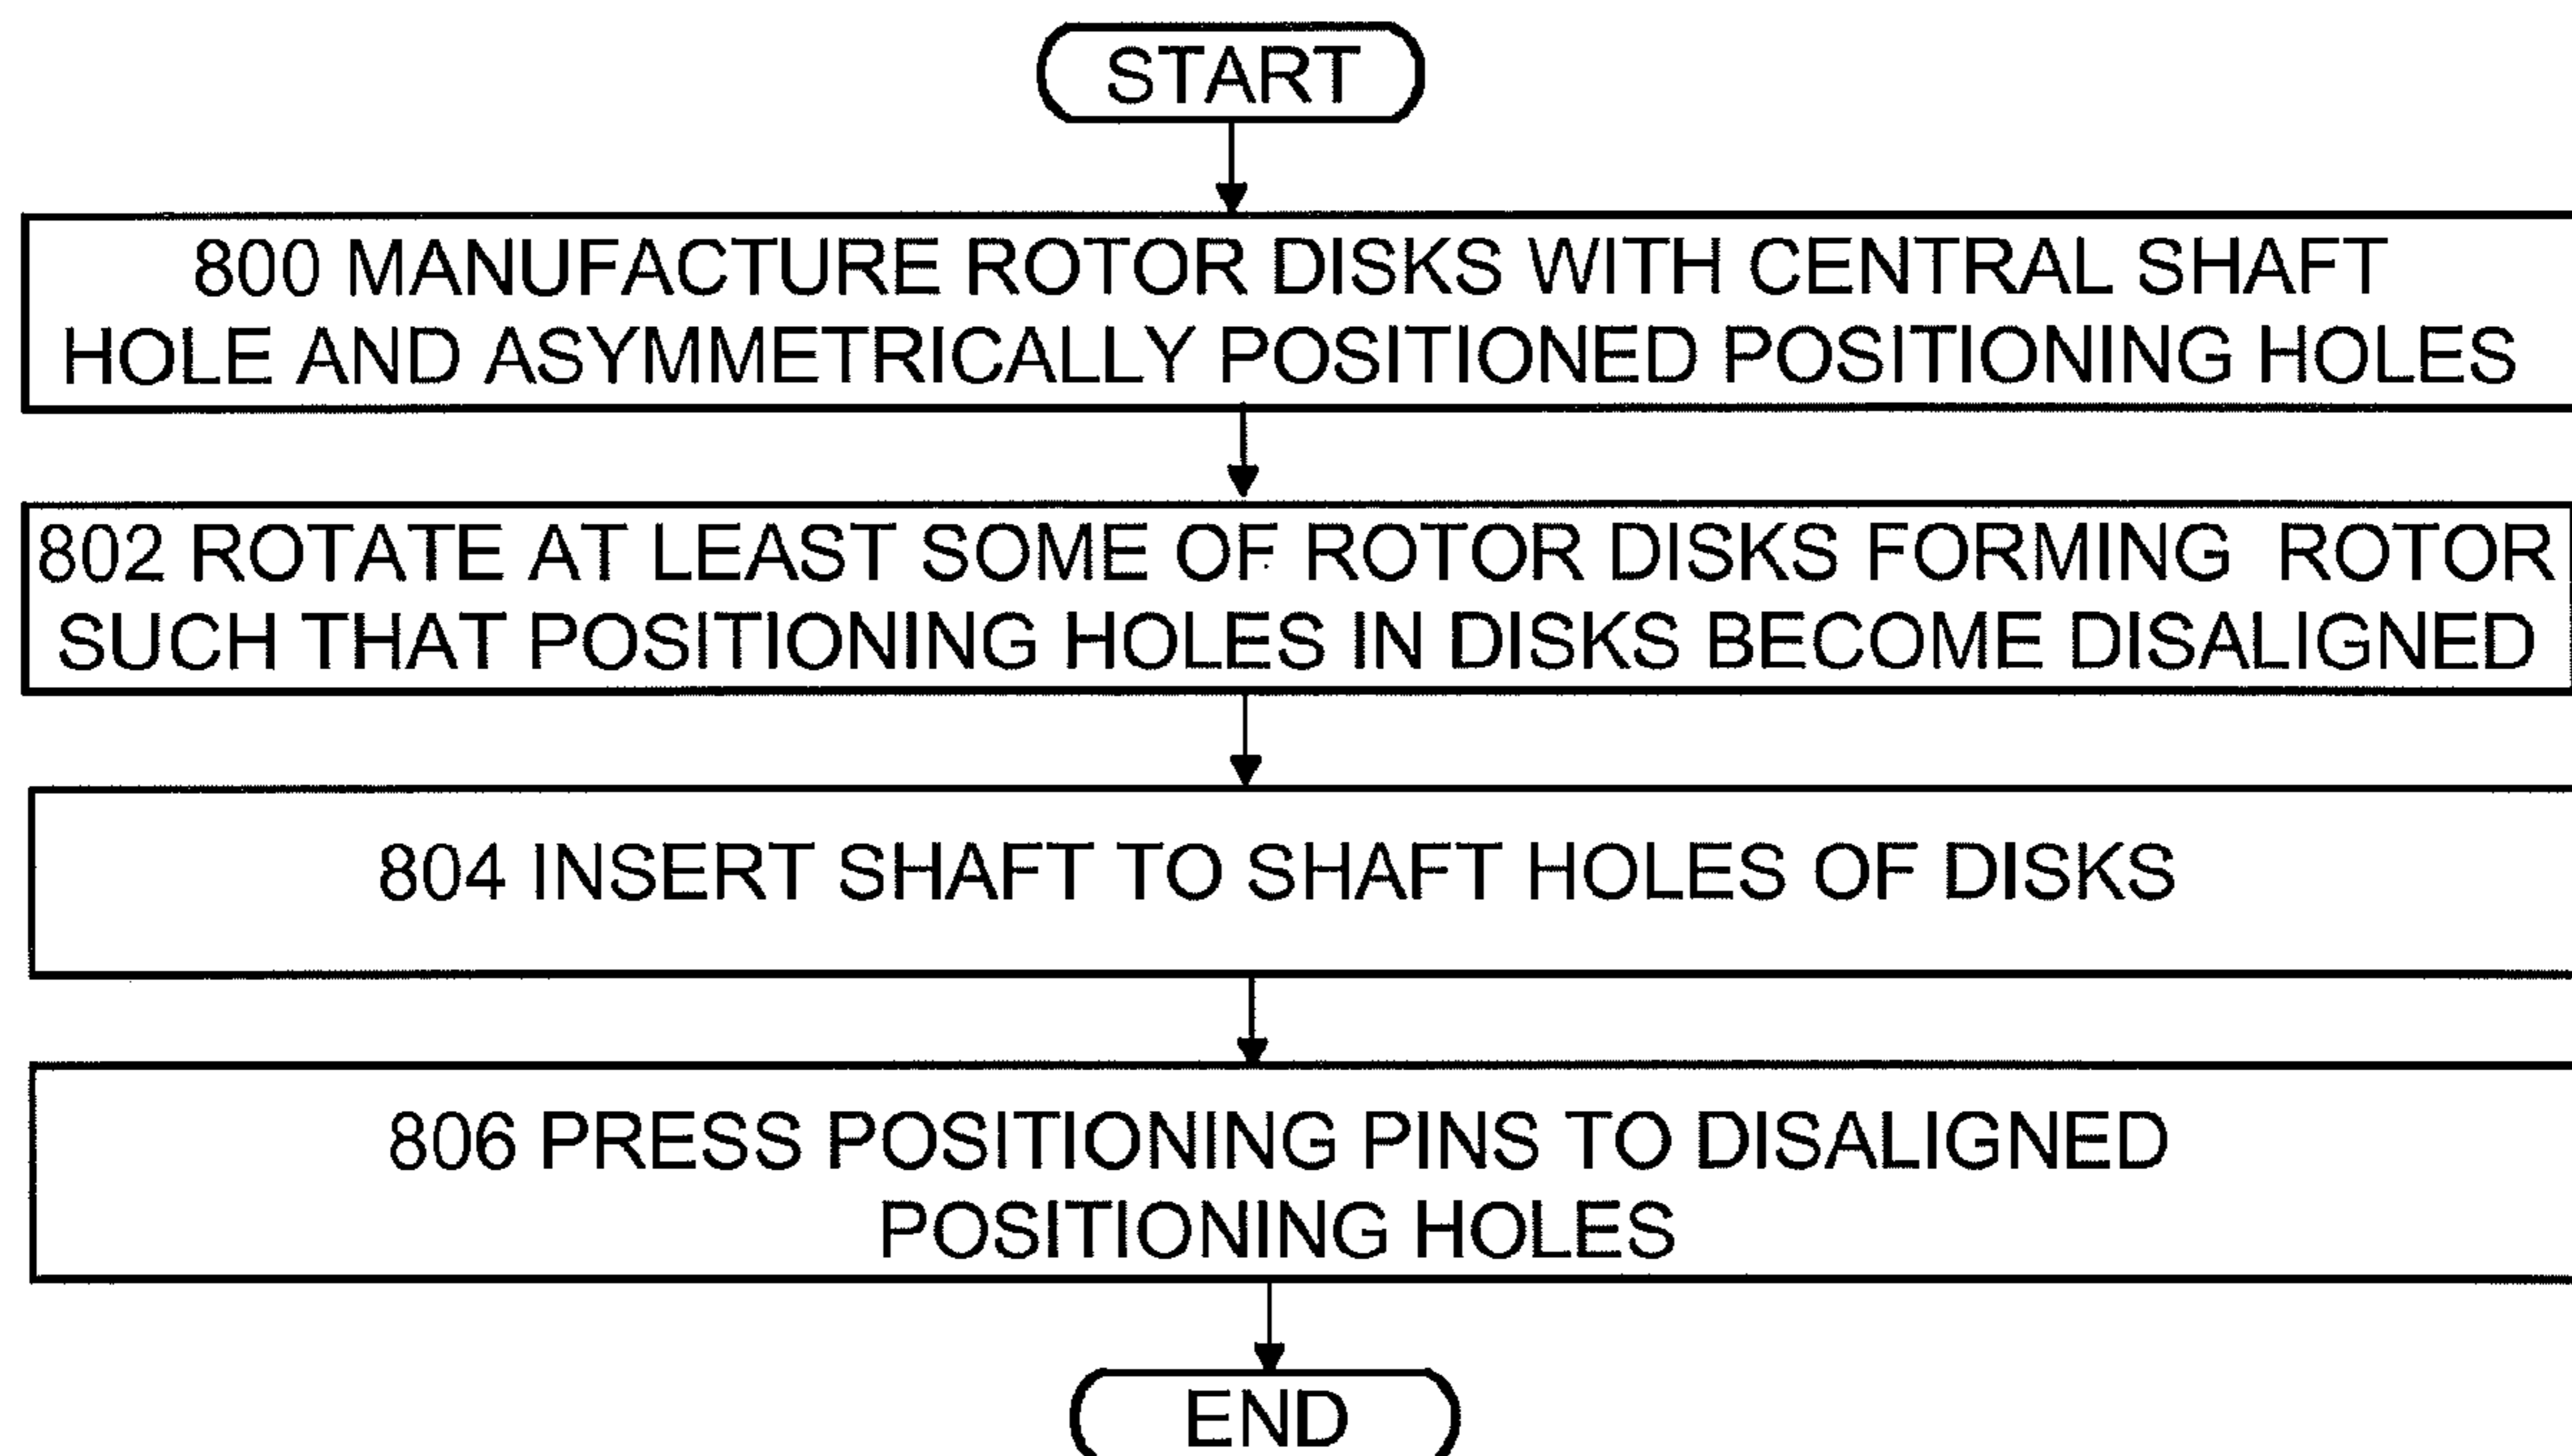 START
800 MANUFACTURE ROTOR DISKS WITH CENTRAL SHAFT
HOLE AND ASYMMETRICALLY POSITIONED POSITIONING HOLES
802 ROTATE AT LEAST SOME OF ROTOR DISKS FORMING ROTOR
SUCH THAT POSITIONING HOLES IN DISKS BECOME DISALIGNED
804 INSERT SHAFT TO SHAFT HOLES OF DISKS
806 PRESS POSITIONING PINS TO DISALIGNED
POSITIONING HOLES
END